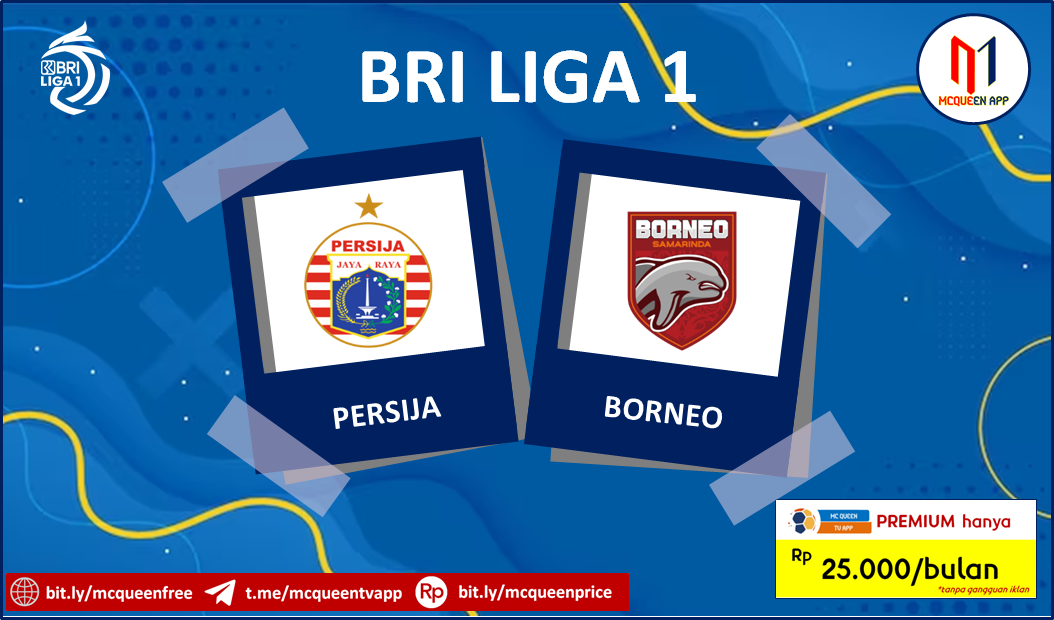 BRI
LIGA 1
BRI LIGA 1
MCQUEEN APP
PERSIJA
JAYA RAYA
BORNEO
SAMARINDA
PERSIJA
BORNEO
MC QUEEN
TV APP
PREMIUM hanya
Rp 25.000/bulan
*tanpa gangguan iklan
bit.ly/mcqueenfree
t.me/mcqueentvapp
Rp
bit.ly/mcqueenprice